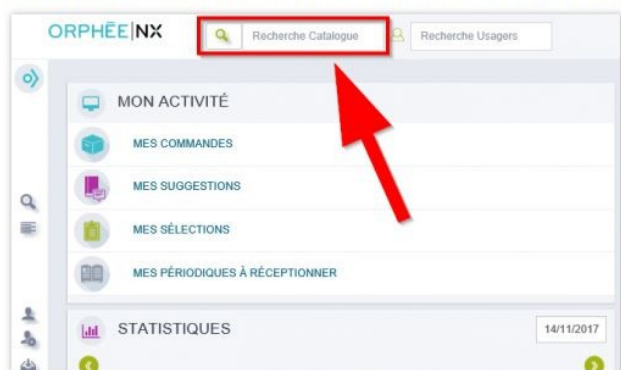 ORPHÉE|NX
Recherche Catalogue
Recherche Usagers
MON ACTIVITÉ
MES COMMANDES
MES SUGGESTIONS
MES SÉLECTIONS
MES PÉRIODIQUES À RÉCEPTIONNER
STATISTIQUES
14/11/2017